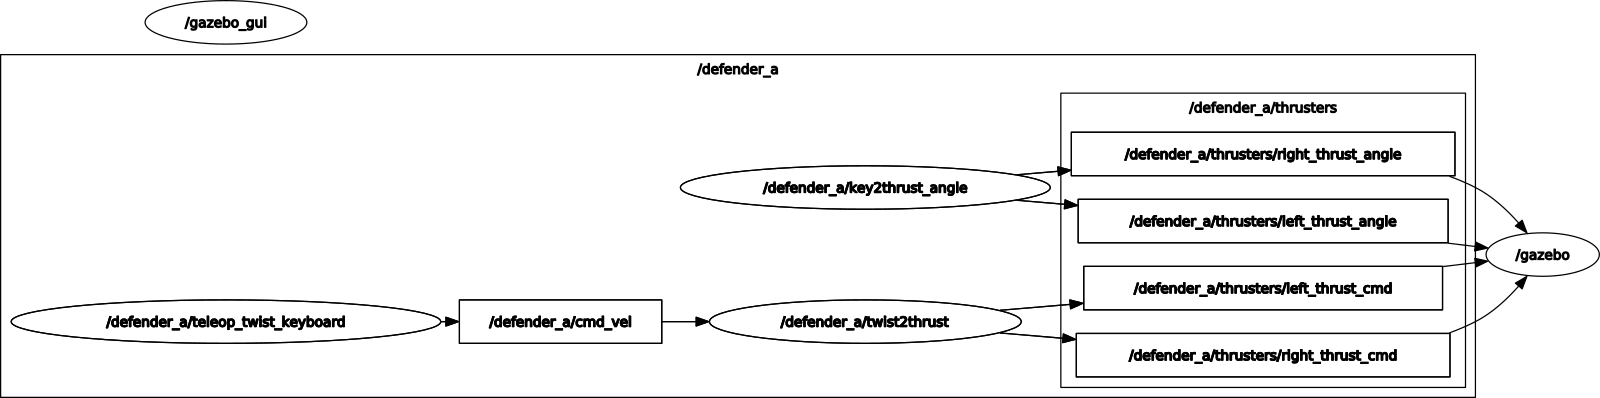 /gazebo_gui
/defender_a
/defender_a/thrusters
/defender_a/thrusters/right_thrust_angle
/defender_a/key2thrust_angle
/defender_a/thrusters/left_thrust_angle
/gazebo
/defender_a/thrusters/left_thrust_cmd
/defender_a/teleop_twist_keyboard
/defender_a/cmd_vel
/defender_a/twist2thrust
/defender_a/thrusters/right_thrust_cmd